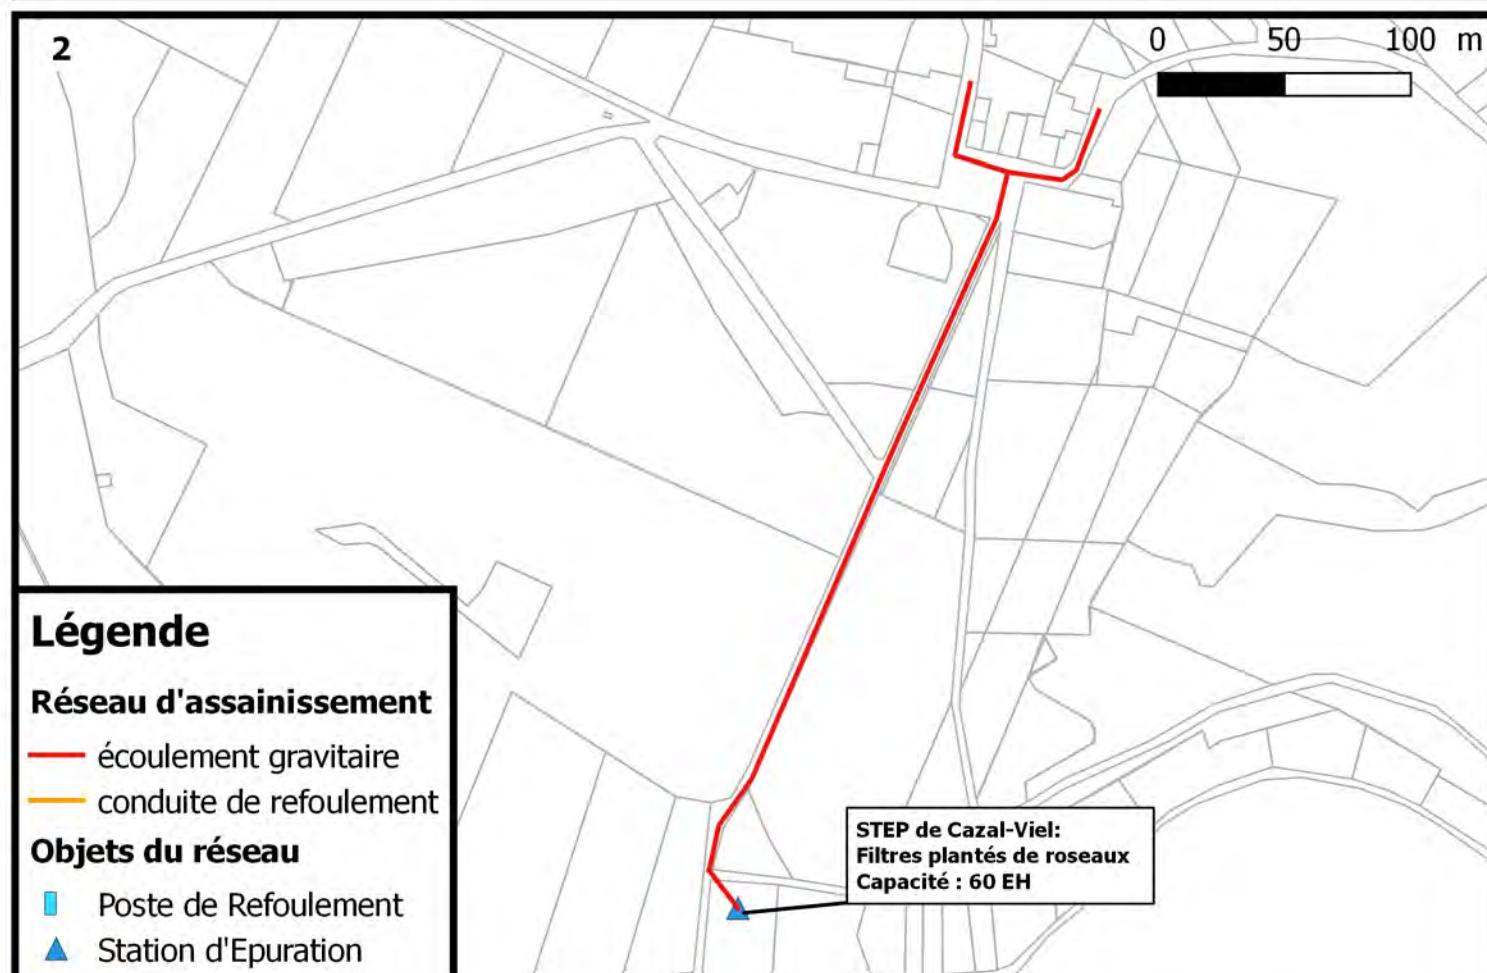 2
0 50 100 m
STEP de Cazal-Viel:
Filtres plantés de roseaux
Capacité : 60 EH
Légende
Réseau d'assainissement
écoulement gravitaire
conduite de refoulement
Objets du réseau
Poste de Refoulement
Station d'Epuration